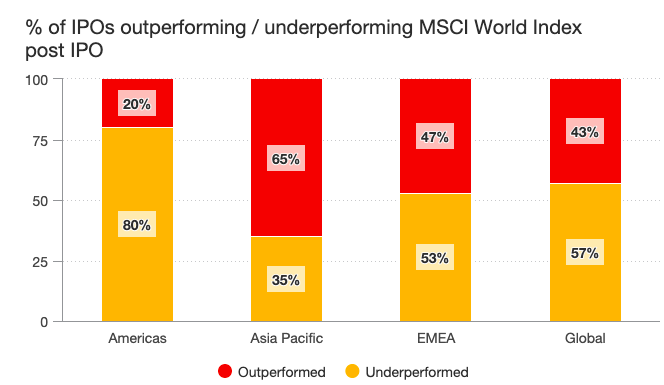 % of IPOs outperforming / underperforming MSCI World Index
post IPO
100
75
50
25
0
20%
80%
65%
35%
47%
53%
43%
57%
Americas
Asia Pacific
EMEA
Global
Outperformed
Underperformed